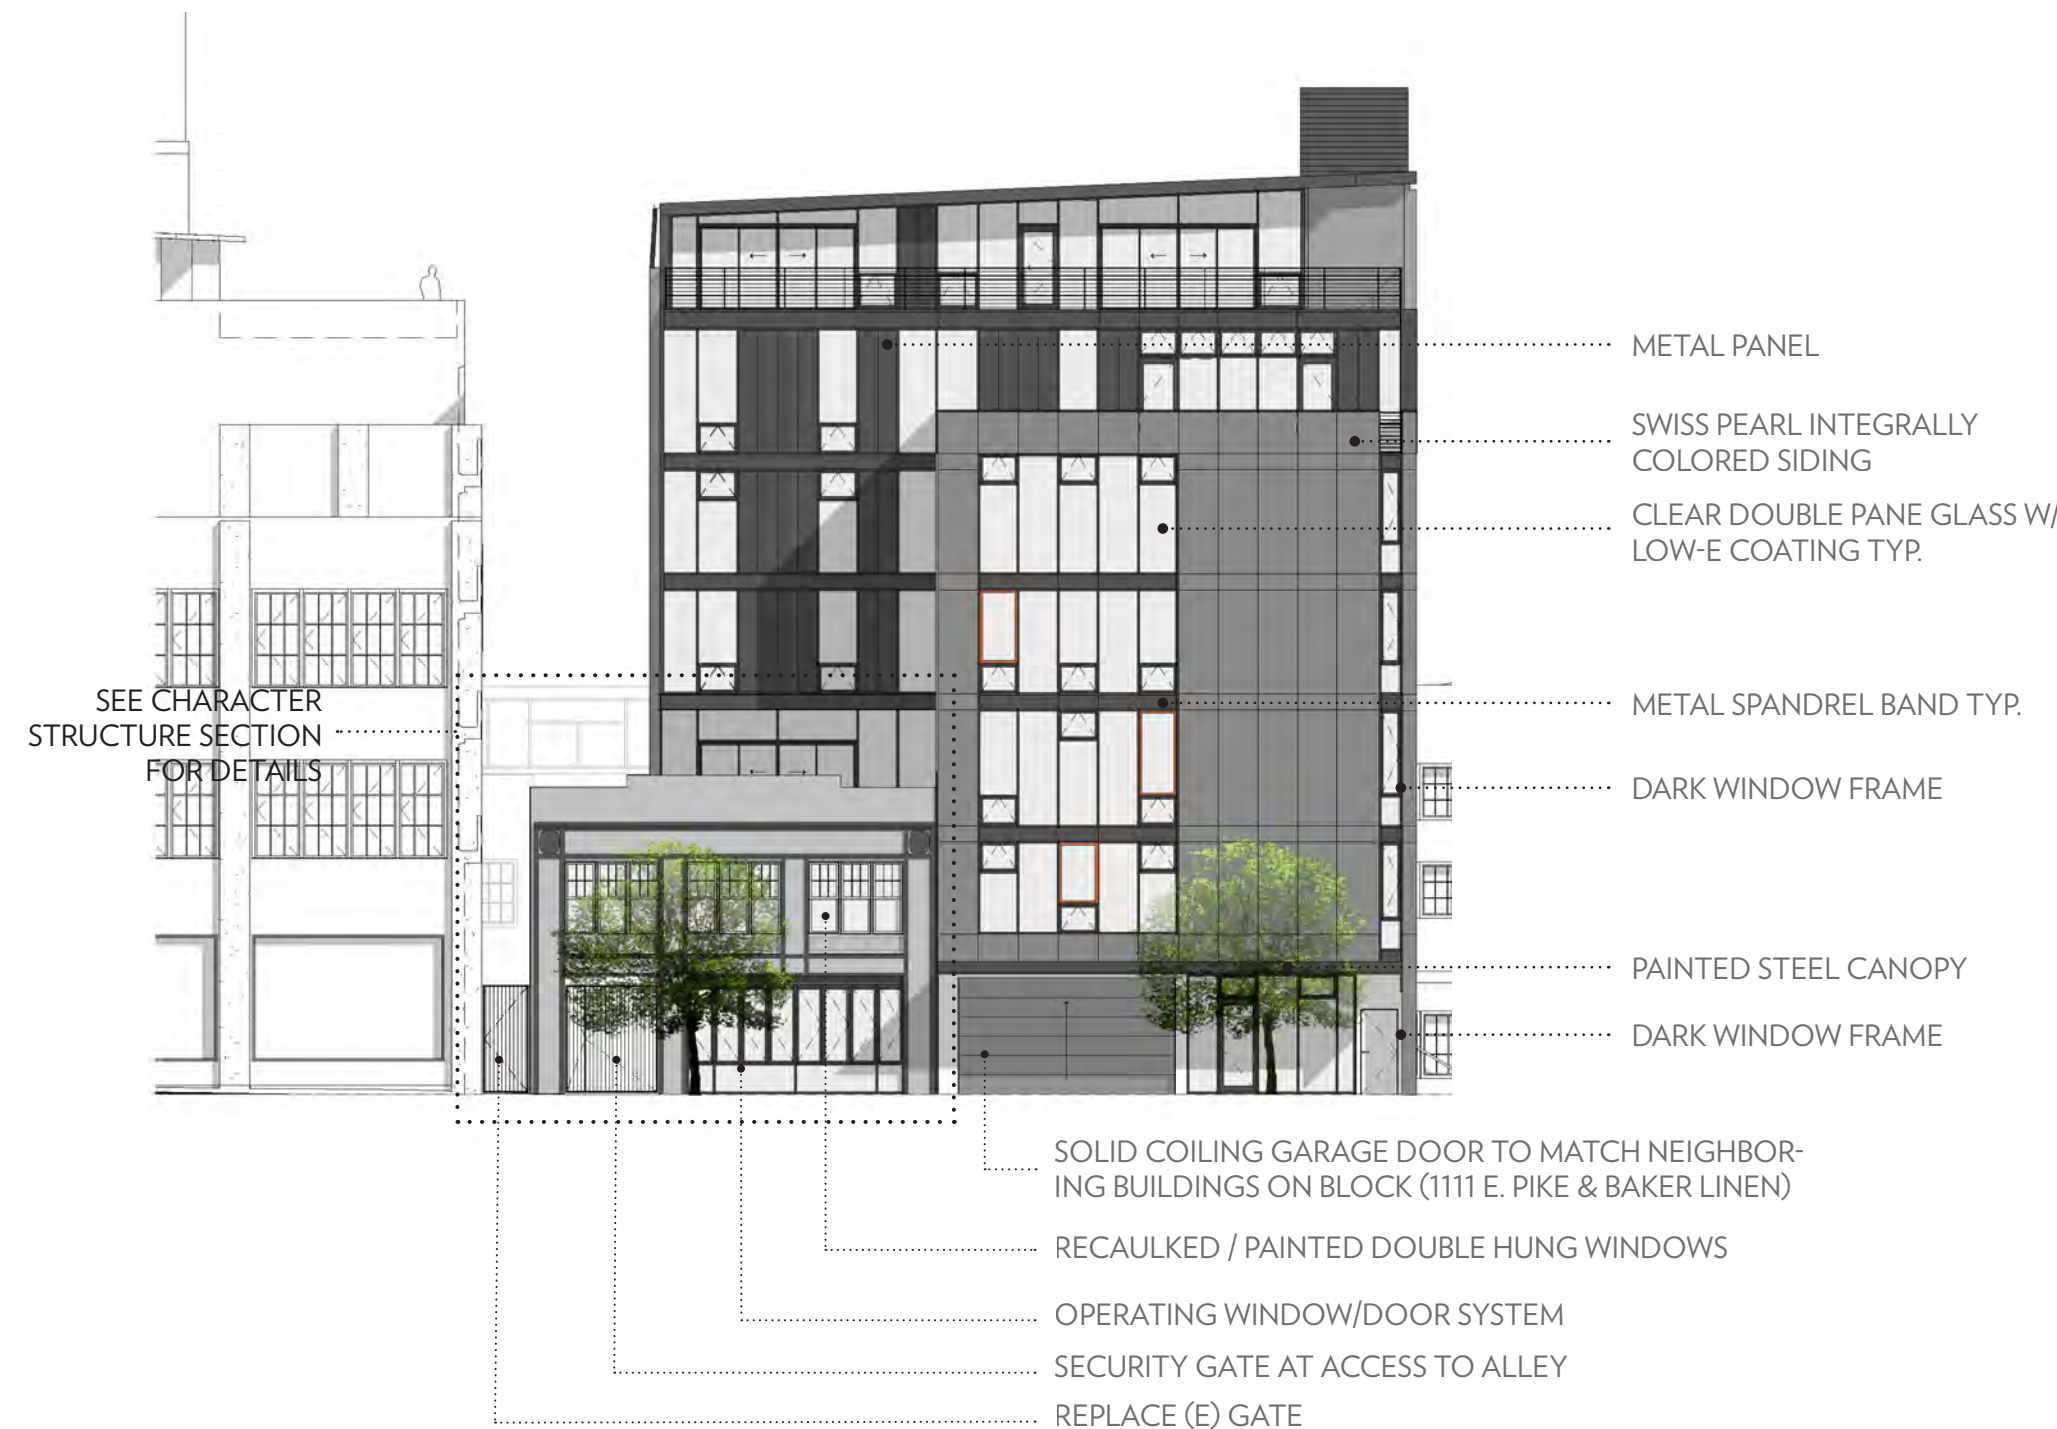 METAL PANEL
SWISS PEARL INTEGRALLY
COLORED SIDING
CLEAR DOUBLE PANE GLASS W/
LOW-E COATING TYP.
SEE CHARACTER
STRUCTURE SECTION
FOR DETAILS
METAL SPANDREL BAND TYP.
DARK WINDOW FRAME
PAINTED STEEL CANOPY
DARK WINDOW FRAME
SOLID COILING GARAGE DOOR TO MATCH NEIGHBOR-
ING BUILDINGS ON BLOCK (1111 E. PIKE & BAKER LINEN)
RECAULKED / PAINTED DOUBLE HUNG WINDOWS
OPERATING WINDOW/DOOR SYSTEM
SECURITY GATE AT ACCESS TO ALLEY
REPLACE (E) GATE